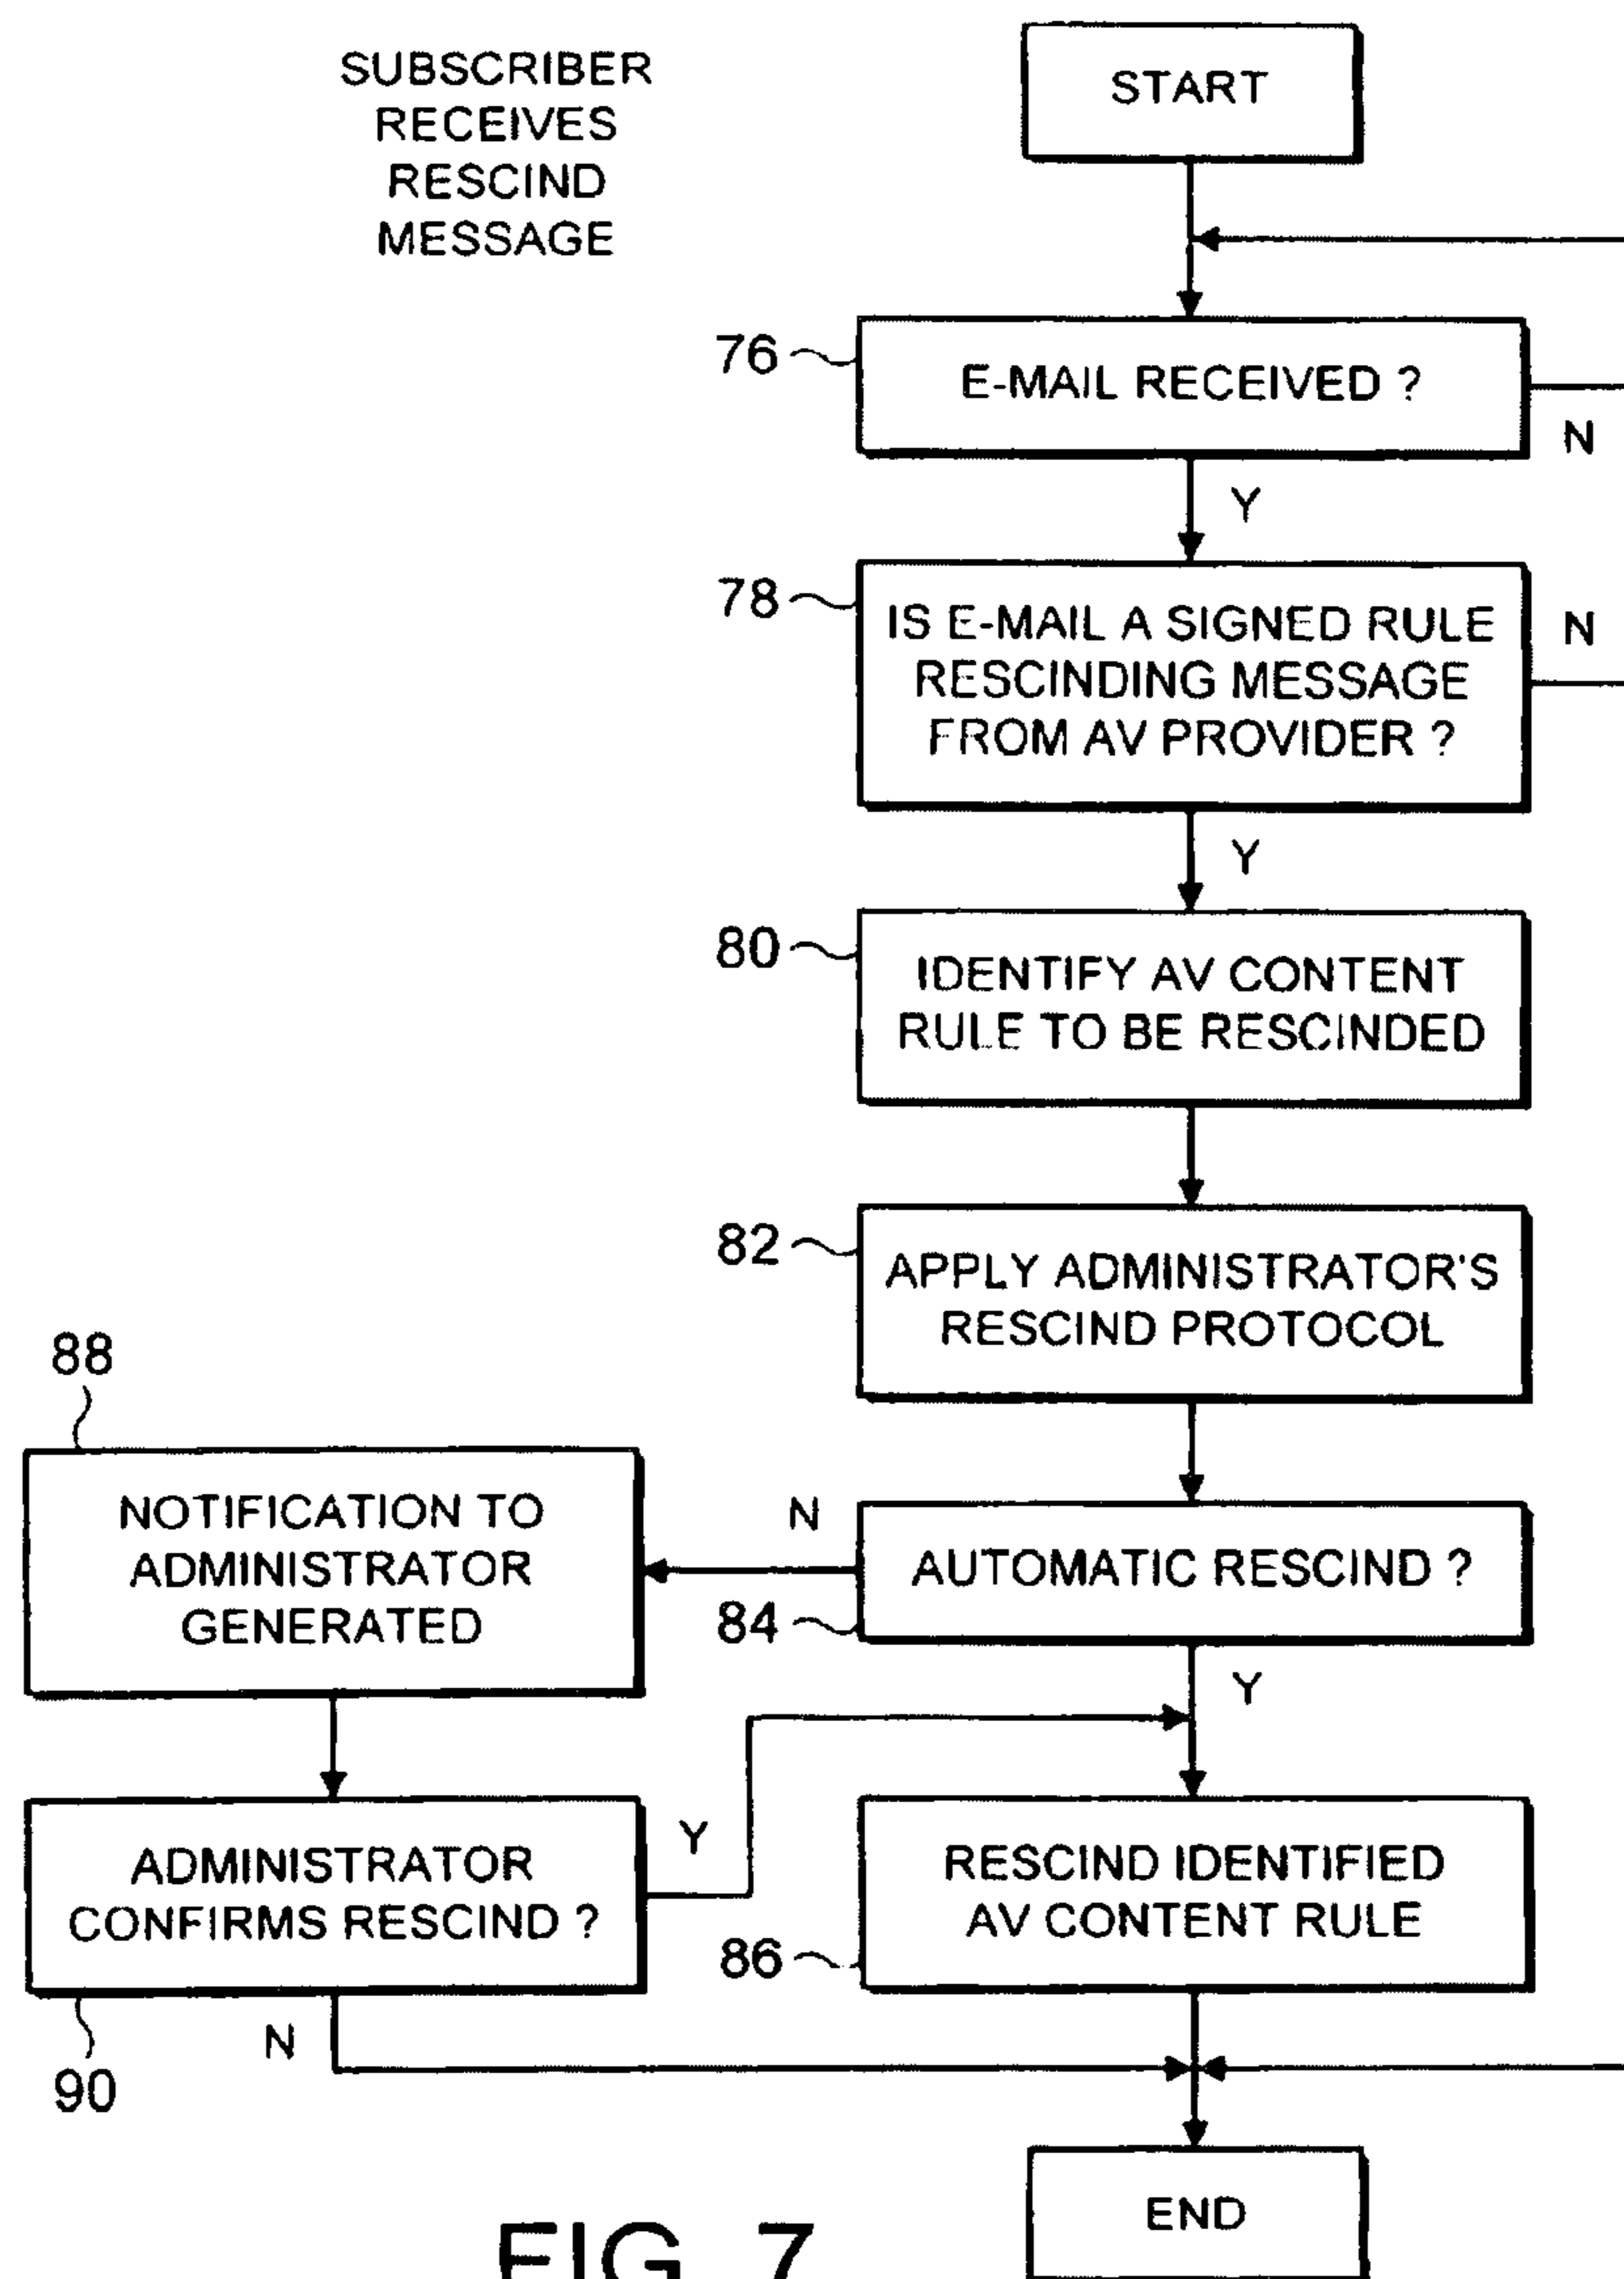 SUBSCRIBER
RECEIVES
RESCIND
MESSAGE
START
76
E-MAIL RECEIVED ?
N
Y
78
IS E-MAIL A SIGNED RULE
RESCINDING MESSAGE
FROM AV PROVIDER ?
N
Y
80
IDENTIFY AV CONTENT
RULE TO BE RESCINDED
82
APPLY ADMINISTRATOR'S
RESCIND PROTOCOL
88
NOTIFICATION TO
ADMINISTRATOR
GENERATED
N
AUTOMATIC RESCIND ?
84
Y
ADMINISTRATOR
CONFIRMS RESCIND ?
Y
90
N
RESCIND IDENTIFIED
AV CONTENT RULE
86
END
FIG. 7